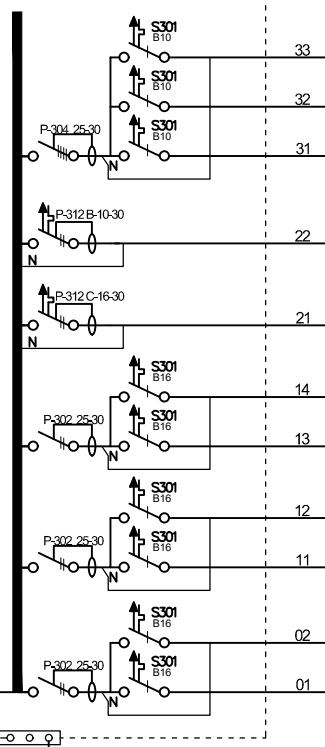 S301
B10
33
S301
B10
32
P-304 25-30
S301
B10
31
N
P-312 B-10-30
22
N
P-312 C-16-30
21
N
S301
B16
14
P-302 25-30
S301
B16
13
N
S301
B16
12
P-302 25-30
S301
B16
11
N
S301
B16
02
P-302 25-30
S301
B16
01
N